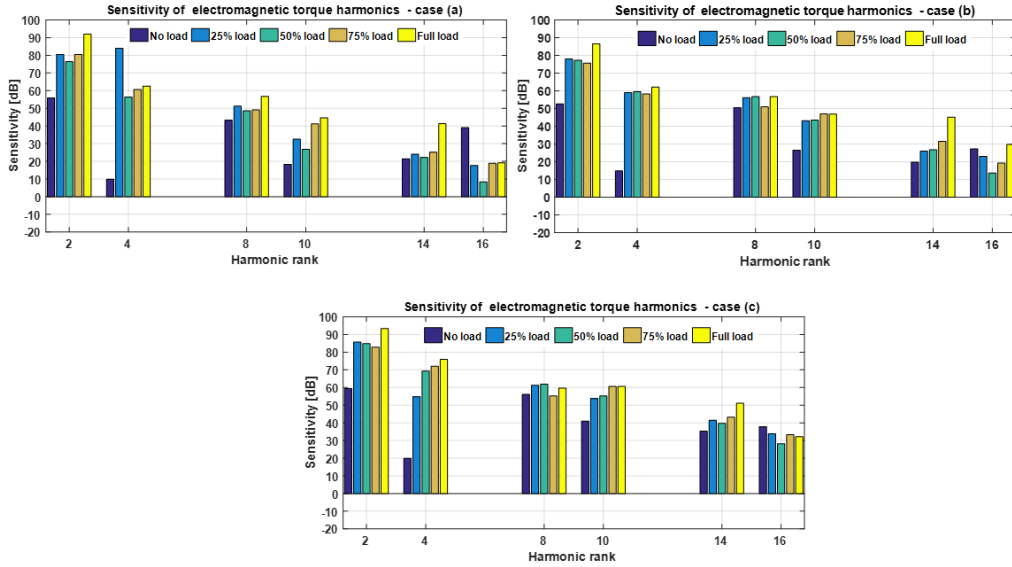 Sensitivity of electromagnetic torque harmonics - case (a)
No load 25% load 50% load 75% load Full load
100
90
80
70
60
50
40
30
20
10
0
-10
-20
Sensitivity [dB]
2 4 8 10 14 16
Harmonic rank
Sensitivity of electromagnetic torque harmonics - case (b)
No load 25% load 50% load 75% load Full load
100
90
80
70
60
50
40
30
20
10
0
-10
-20
Sensitivity [dB]
2 4 8 10 14 16
Harmonic rank
Sensitivity of electromagnetic torque harmonics - case (c)
No load 25% load 50% load 75% load Full load
100
90
80
70
60
50
40
30
20
10
0
-10
-20
Sensitivity [dB]
2 4 8 10 14 16
Harmonic rank